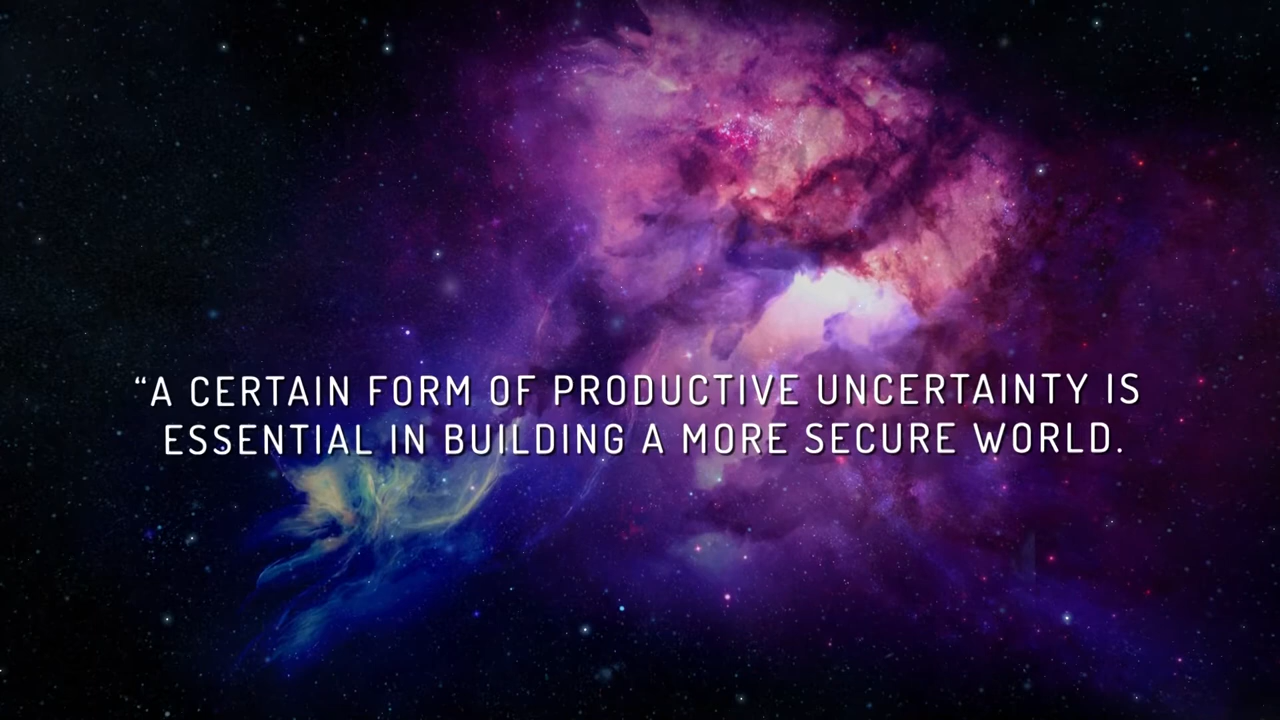 “A CERTAIN FORM OF PRODUCTIVE UNCERTAINTY IS
ESSENTIAL IN BUILDING A MORE SECURE WORLD.